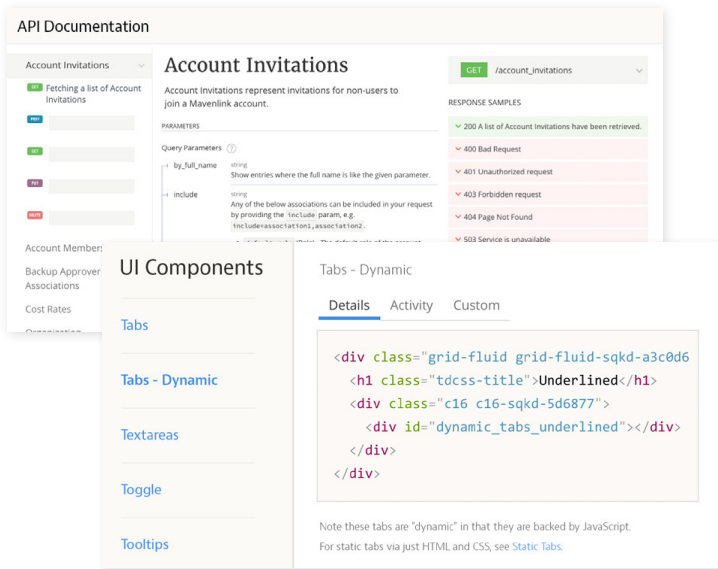 API Documentation
Account Invitations
GET Fetching a list of Account
Invitations
POST
GET
PUT
DELETE
Account Members
Backup Approver
Associations
Cost Rates
Organization
Account Invitations
Account Invitations represent invitations for non-users to
join a Mavenlink account.
PARAMETERS
Query Parameters ?
by_full_name string
Show entries where the full name is like the given parameter.
include string
Any of the below associations can be included in your request
by providing the include param, e.g.
include=association1,association2.
GET /account_invitations
RESPONSE SAMPLES
200 A list of Account Invitations have been retrieved.
400 Bad Request
401 Unauthorized request
403 Forbidden request
404 Page Not Found
503 Service is unavailable
UI Components
Tabs
Tabs - Dynamic
Textareas
Toggle
Tooltips
Tabs - Dynamic
Details Activity Custom
<div class="grid-fluid grid-fluid-sqkd-a3c0d6
<h1 class="tdcss-title">Underlined</h1>
<div class="c16 c16-sqkd-5d6877">
<div id="dynamic_tabs_underlined"></div>
</div>
</div>
Note these tabs are "dynamic" in that they are backed by JavaScript.
For static tabs via just HTML and CSS, see Static Tabs.